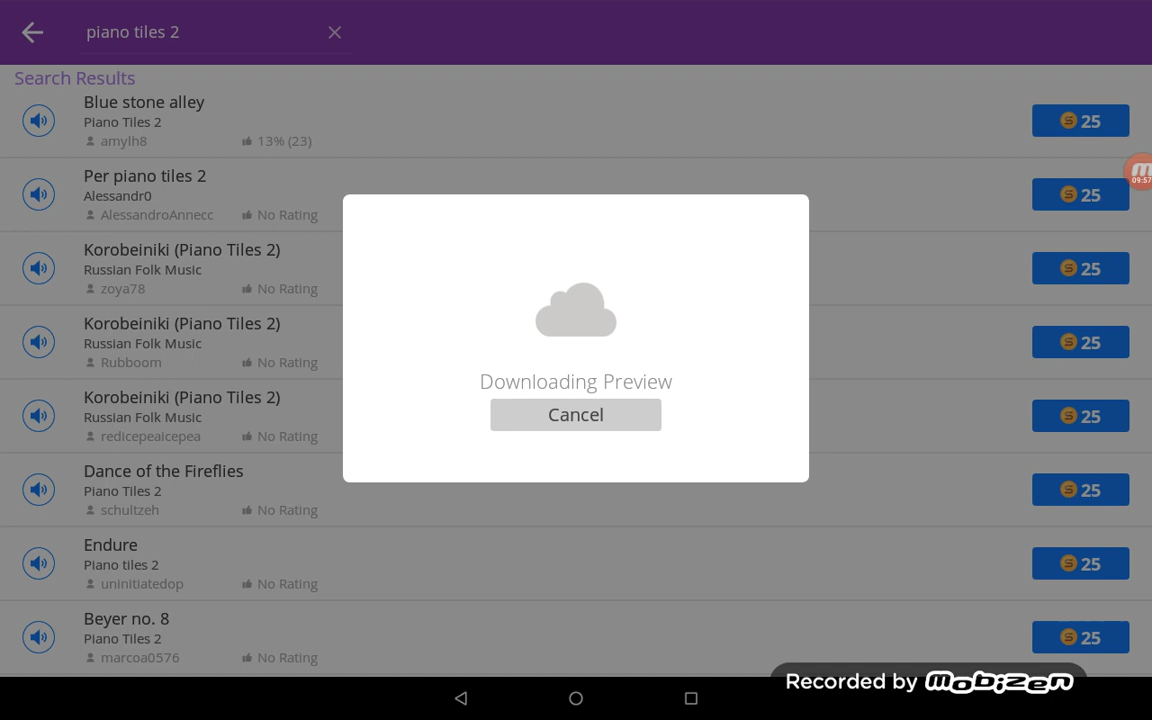 piano tiles 2
Search Results
Blue stone alley
Piano Tiles 2
amylh8 13% (23)
25
Per piano tiles 2
Alessandr0
AlessandroAnnecc No Rating
25
09:57
Korobeiniki (Piano Tiles 2)
Russian Folk Music
zoya78 No Rating
25
Korobeiniki (Piano Tiles 2)
Russian Folk Music
Rubboom No Rating
25
Korobeiniki (Piano Tiles 2)
Russian Folk Music
redicepeaicepea No Rating
25
Dance of the Fireflies
Piano Tiles 2
schultzeh No Rating
25
Endure
Piano tiles 2
uninitiatedop No Rating
25
Beyer no. 8
Piano Tiles 2
marcoa0576 No Rating
25
Downloading Preview
Cancel
Recorded by mobizen